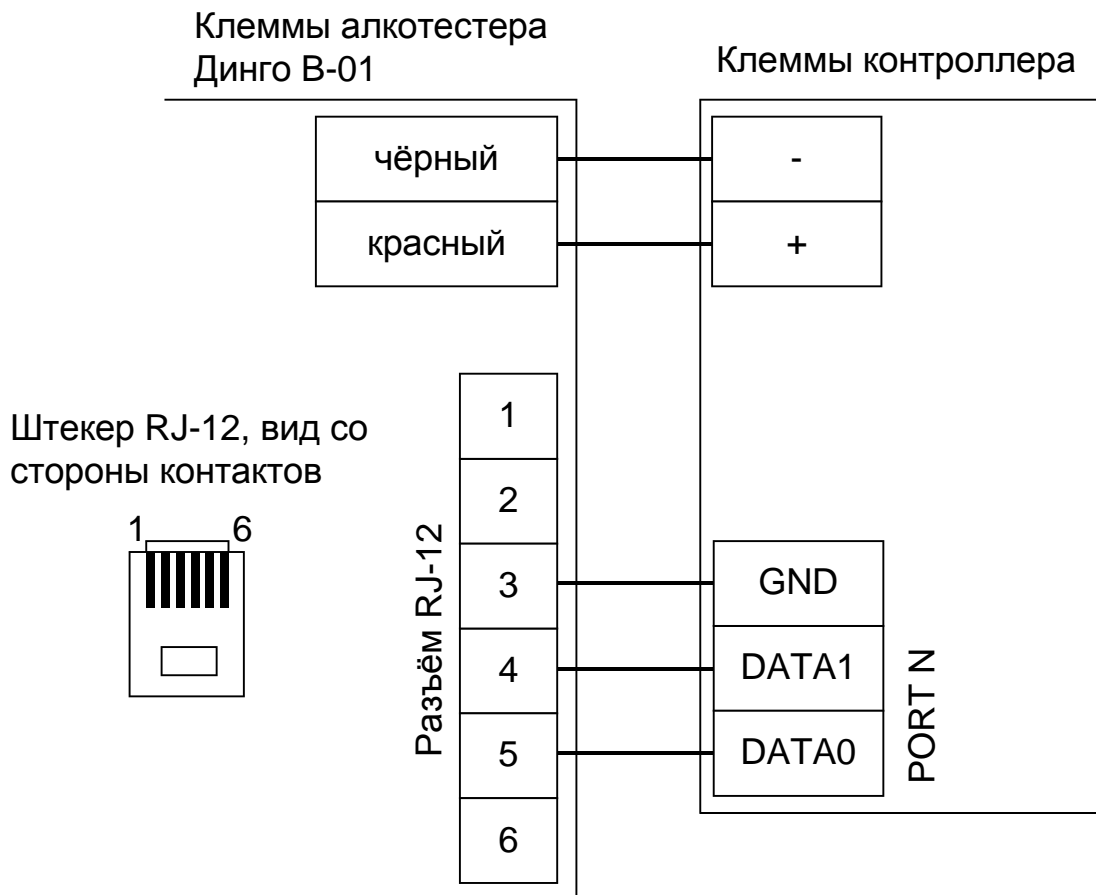 Клеммы алкотестера
Динго В-01
Клеммы контроллера
чёрный
-
красный
+
Штекер RJ-12, вид со
стороны контактов
1 6
Разъём RJ-12
1
2
3
4
5
6
GND
DATA1
DATA0
PORT N